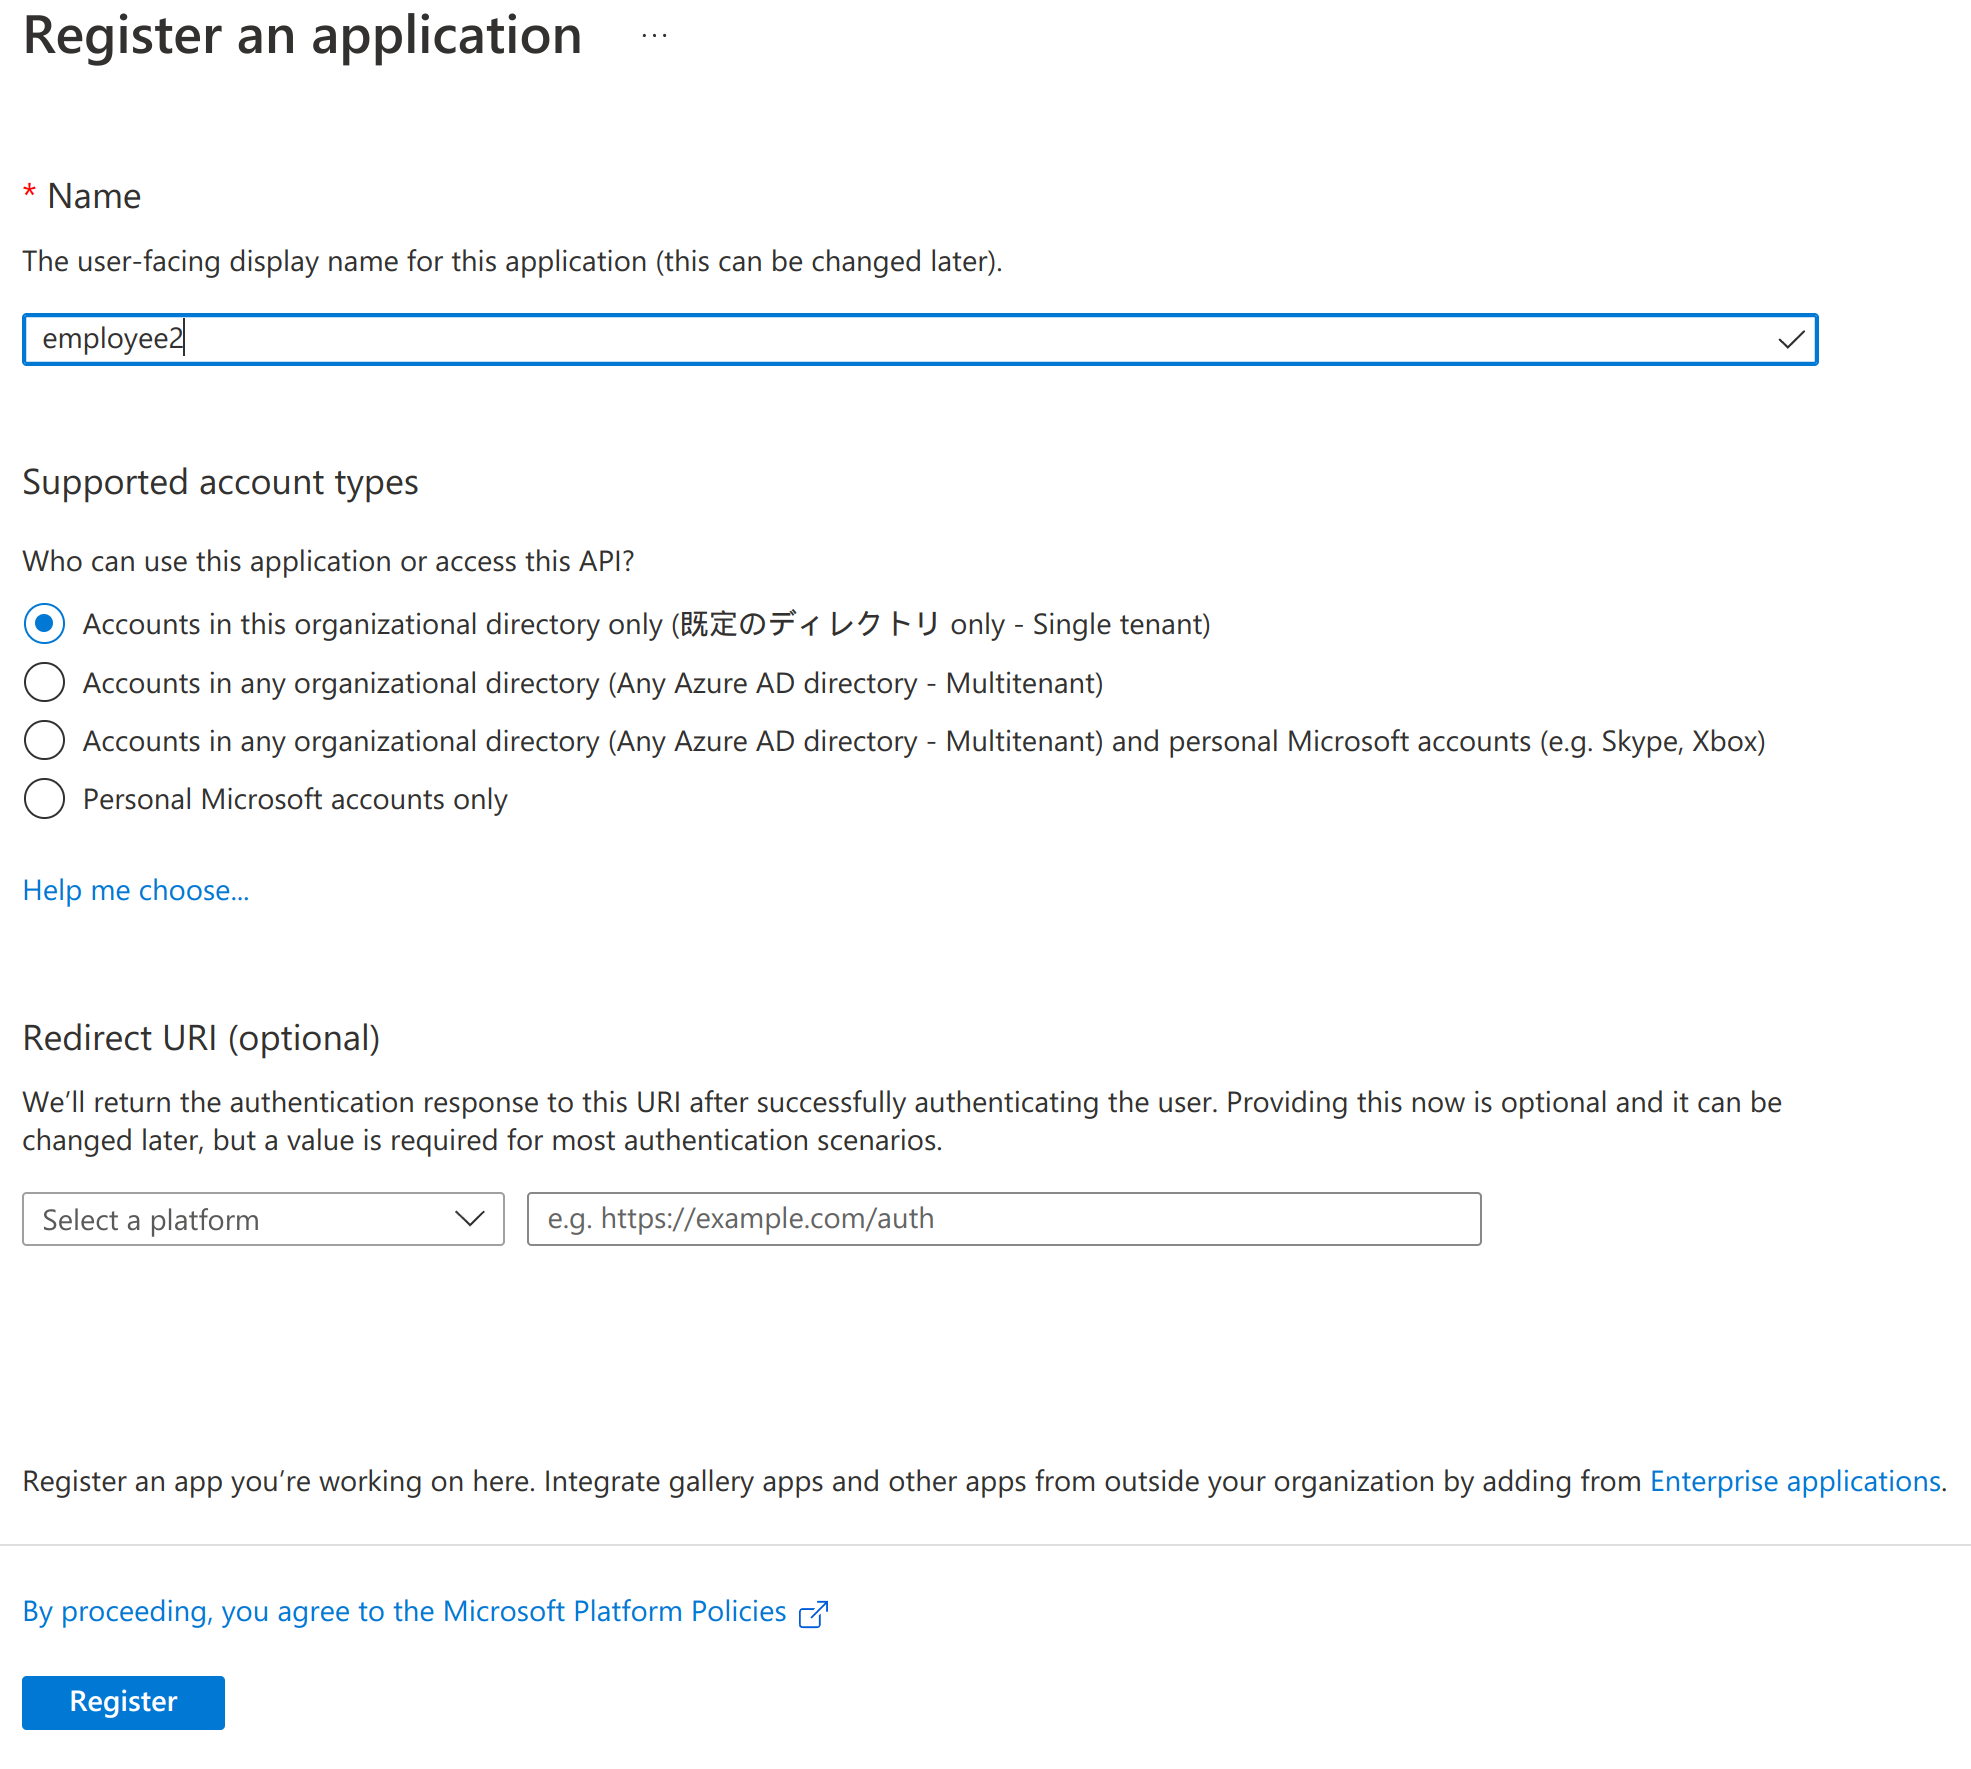 Register an application ...
* Name
The user-facing display name for this application (this can be changed later).
employee2
Supported account types
Who can use this application or access this API?
Accounts in this organizational directory only (既定のディレクトリ only - Single tenant)
Accounts in any organizational directory (Any Azure AD directory - Multitenant)
Accounts in any organizational directory (Any Azure AD directory - Multitenant) and personal Microsoft accounts (e.g. Skype, Xbox)
Personal Microsoft accounts only
Help me choose...
Redirect URI (optional)
We’ll return the authentication response to this URI after successfully authenticating the user. Providing this now is optional and it can be
changed later, but a value is required for most authentication scenarios.
Select a platform e.g. https://example.com/auth
Register an app you’re working on here. Integrate gallery apps and other apps from outside your organization by adding from Enterprise applications.
By proceeding, you agree to the Microsoft Platform Policies
Register